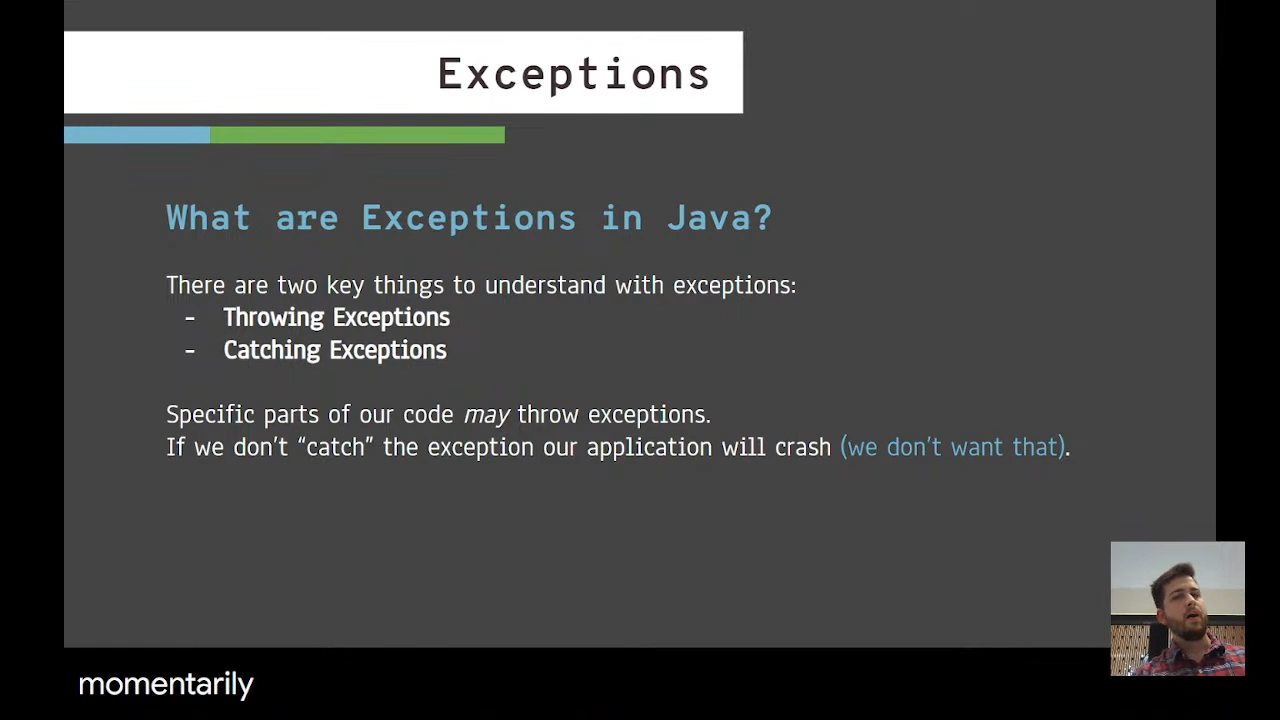 Exceptions
What are Exceptions in Java?
There are two key things to understand with exceptions:
- Throwing Exceptions
- Catching Exceptions
Specific parts of our code may throw exceptions.
If we don’t “catch” the exception our application will crash (we don’t want that).
momentarily